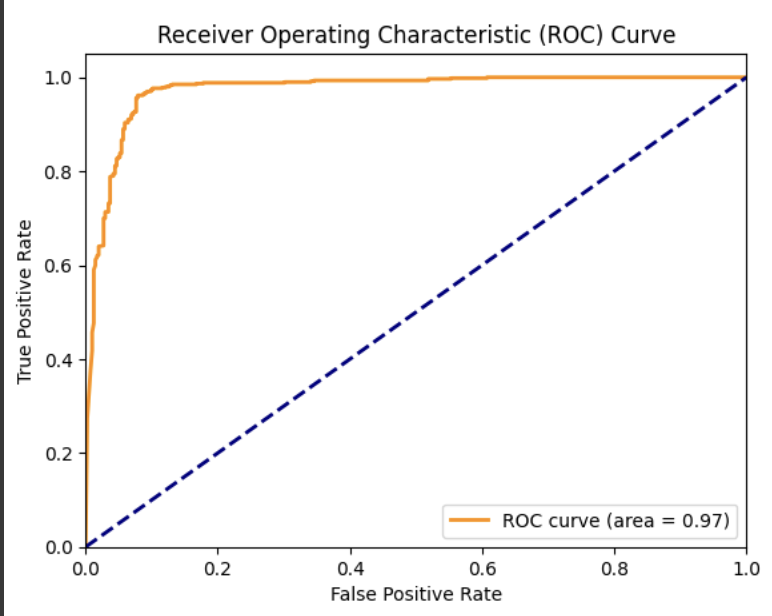 Receiver Operating Characteristic (ROC) Curve
1.0
0.8
0.6
0.4
0.2
0.0
True Positive Rate
ROC curve (area = 0.97)
0.0 0.2 0.4 0.6 0.8 1.0
False Positive Rate